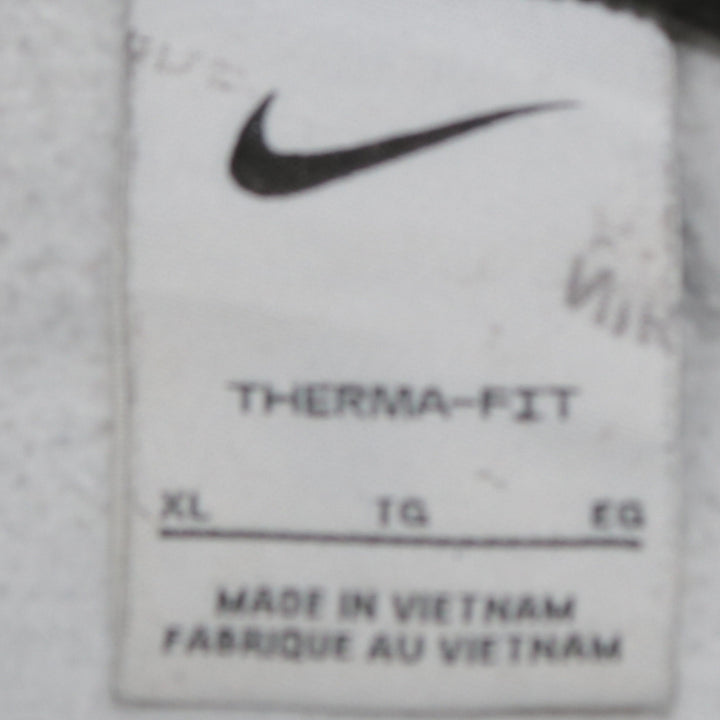 THERMA-FIT
XL TG EG
MADE IN VIETNAM
FABRIQUE AU VIETNAM